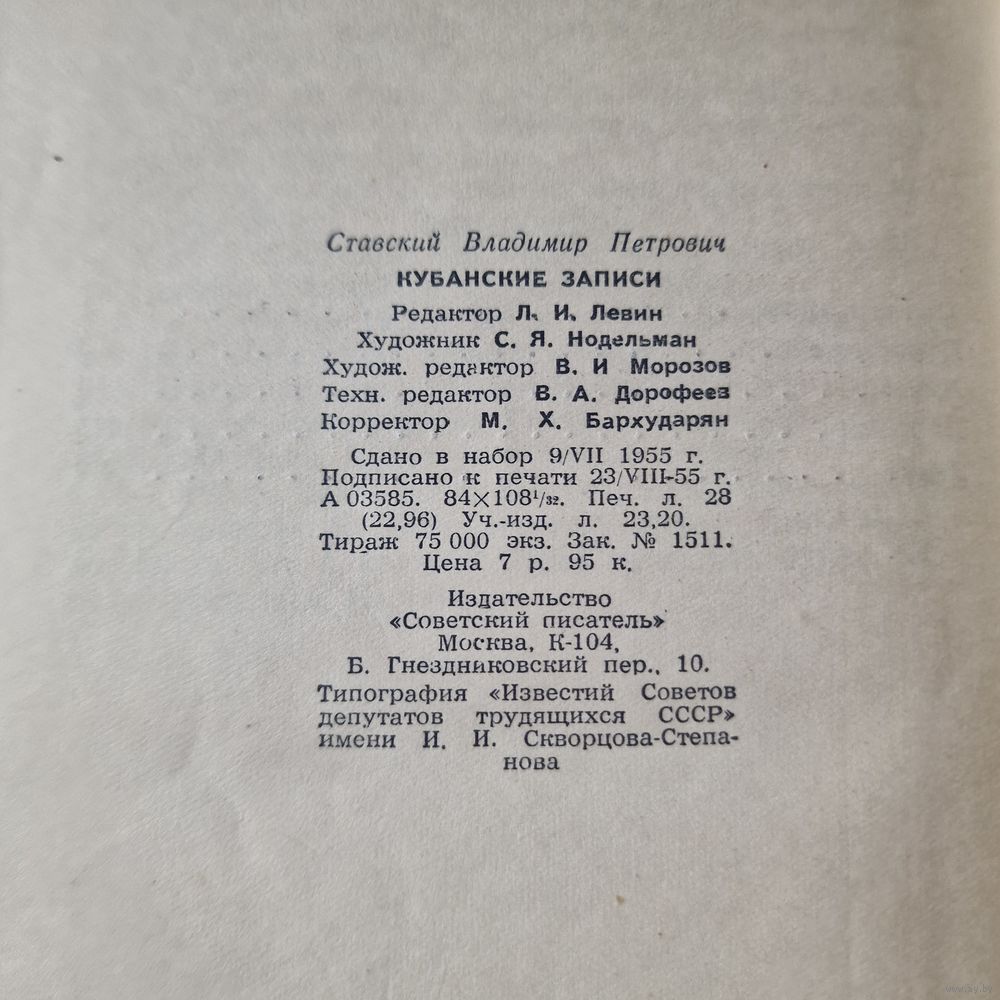 Ставский Владимир Петрович
КУБАНСКИЕ ЗАПИСИ
Редактор Л. И. Левин
Художник С. Я. Нодельман
Худож. редактор В. И Морозов
Техн. редактор В. А. Дорофеев
Корректор М. Х. Бархударян
Сдано в набор 9/VII 1955 г.
Подписано к печати 23/VIII-55 г.
А 03585. 84×108¹/₃₂. Печ. л. 28
(22,96) Уч.-изд. л. 23,20.
Тираж 75 000 экз. Зак. № 1511.
Цена 7 р. 95 к.
Издательство
«Советский писатель»
Москва, К-104,
Б. Гнездниковский пер., 10.
Типография «Известий Советов
депутатов трудящихся СССР»
имени И. И. Скворцова-Степа-
нова
www.ay.by